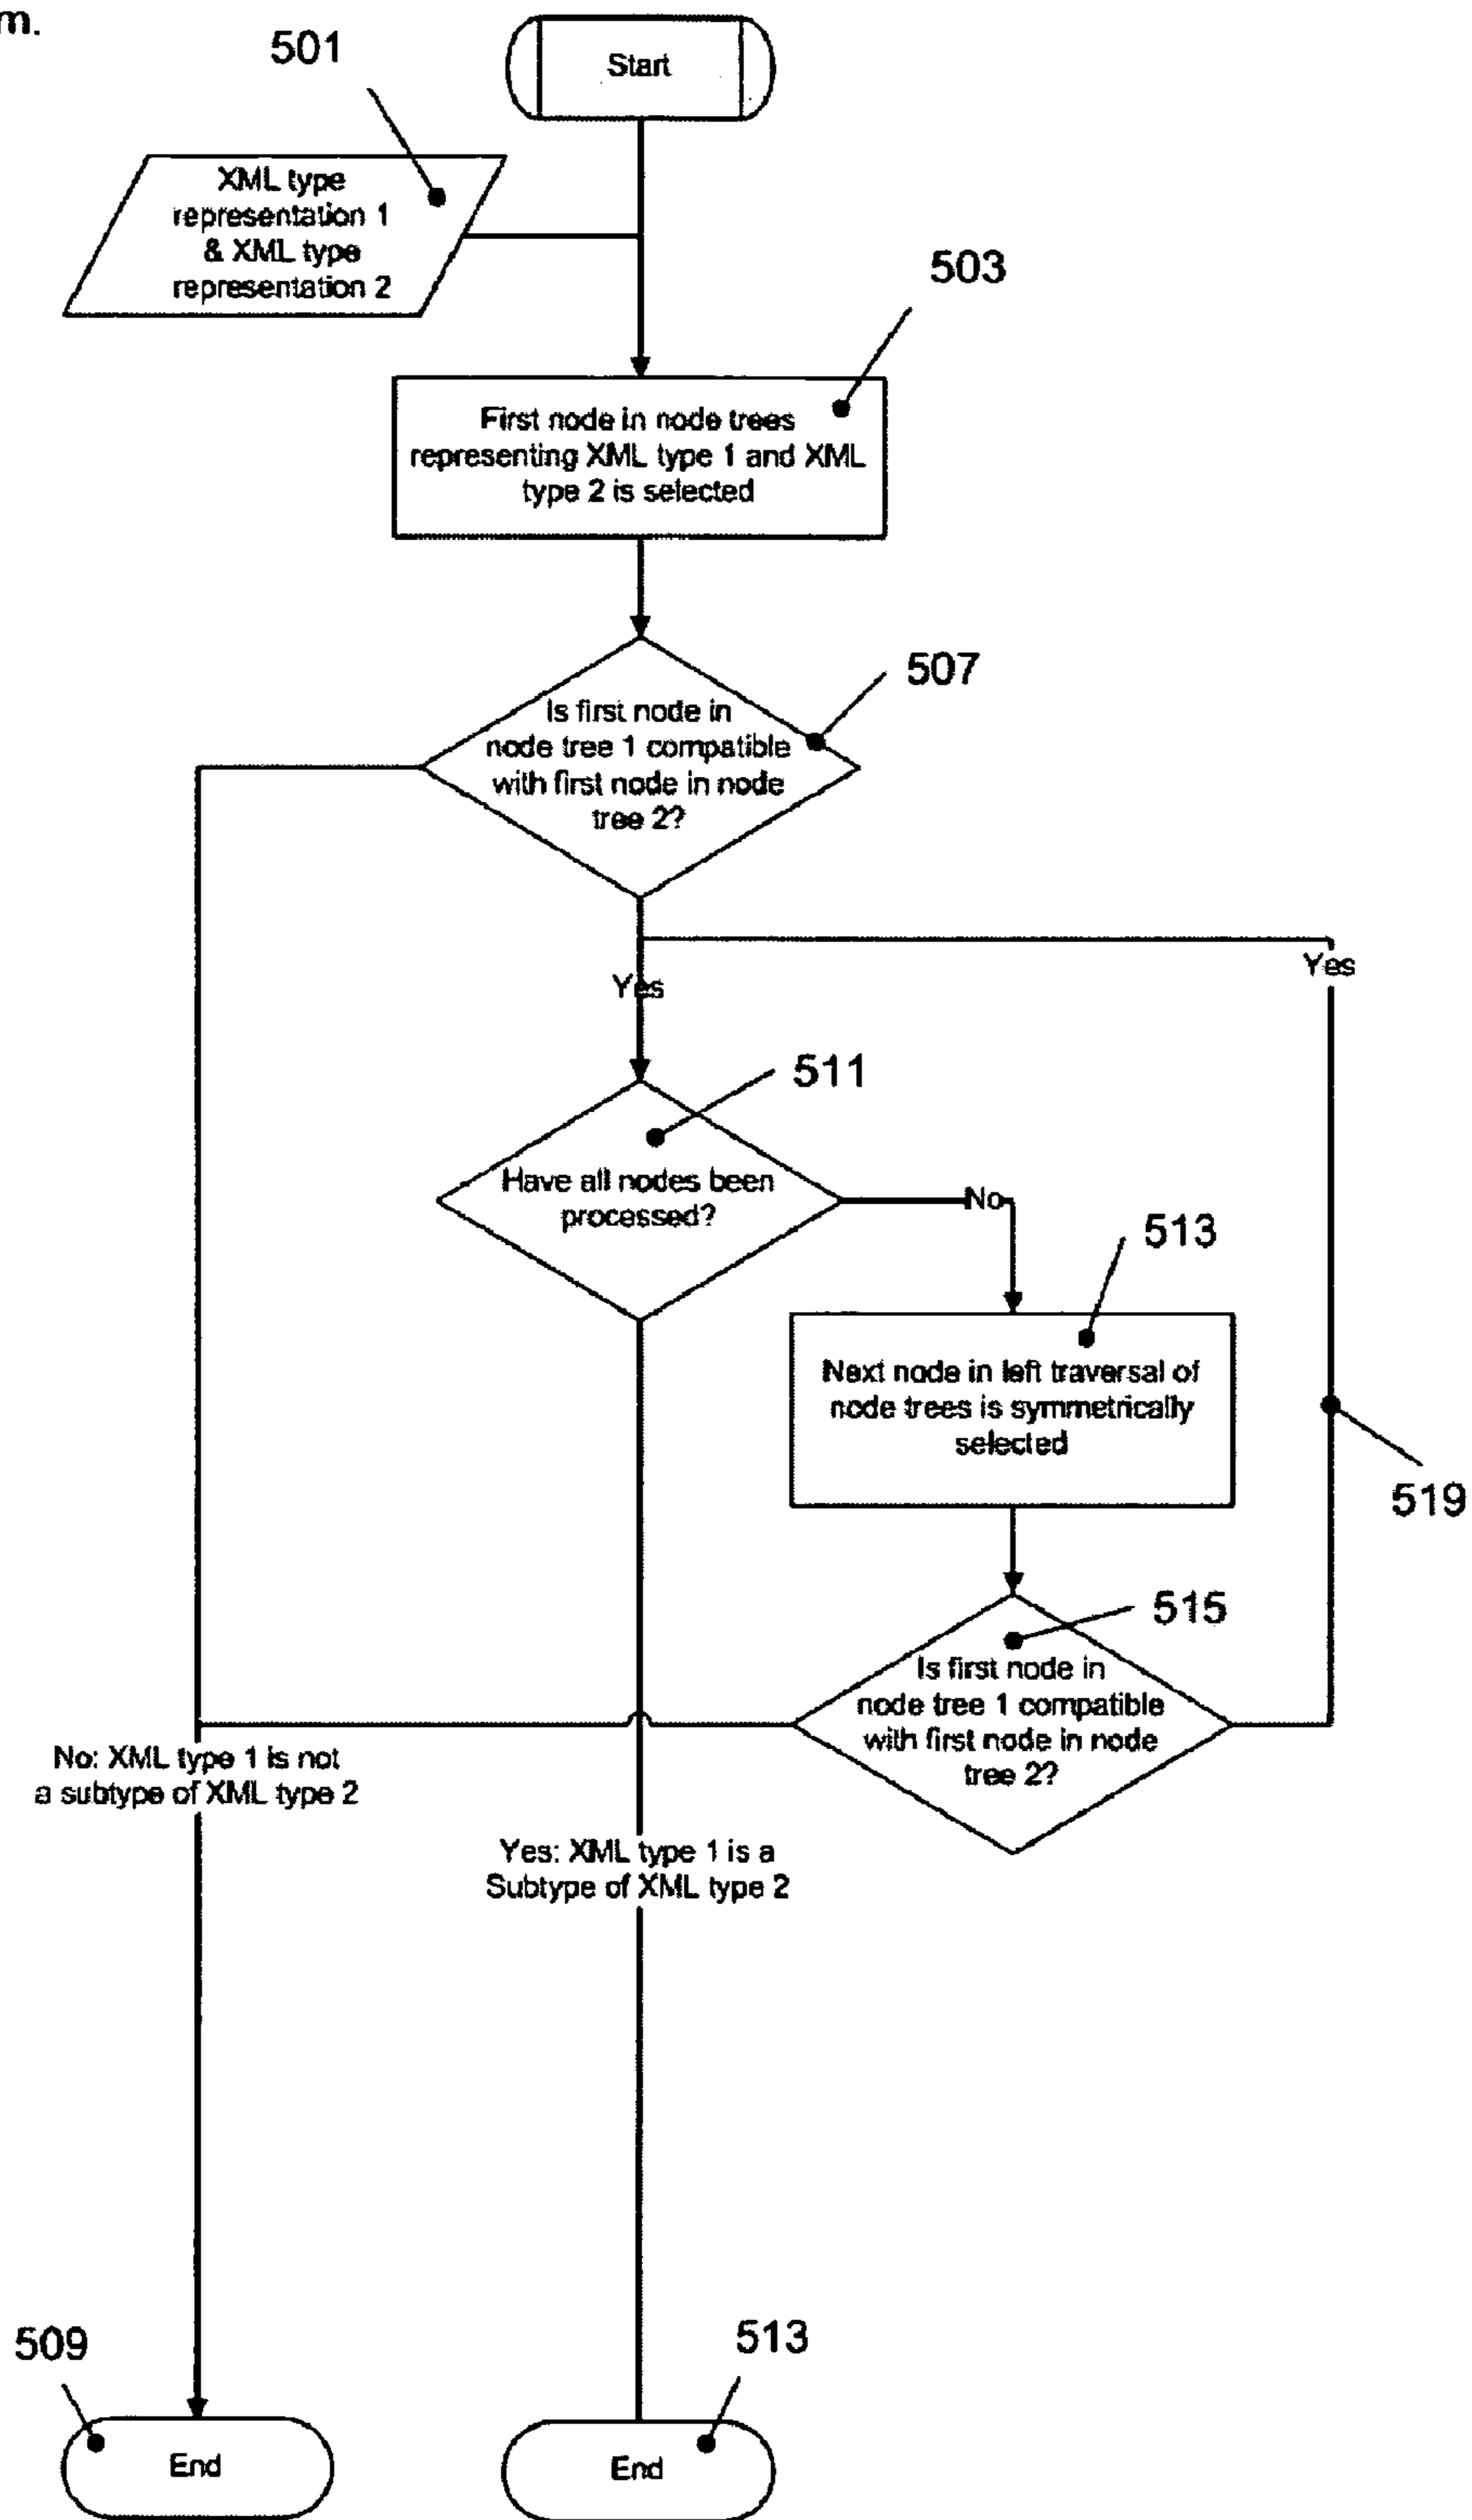 m.
501
Start
XML type
representation 1
& XML type
representation 2
503
First node in node trees
representing XML type 1 and XML
type 2 is selected
507
Is first node in
node tree 1 compatible
with first node in node
tree 2?
Yes
Yes
511
Have all nodes been
processed?
No
513
Next node in left traversal of
node trees is symmetrically
selected
519
515
Is first node in
node tree 1 compatible
with first node in node
tree 2?
No: XML type 1 is not
a subtype of XML type 2
Yes: XML type 1 is a
Subtype of XML type 2
509
513
End
End